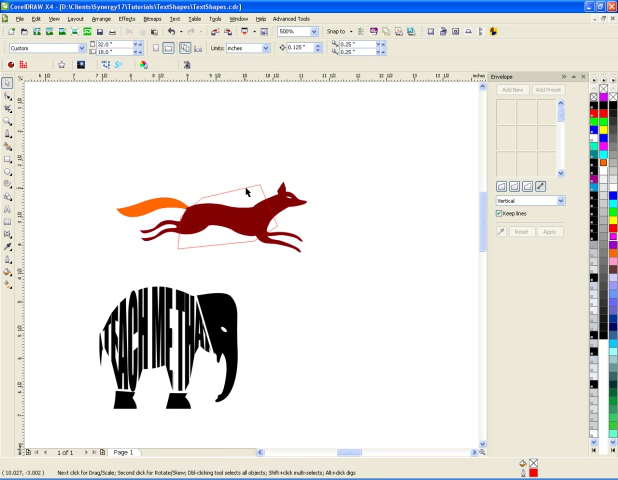 CorelDRAW X4 - [D:\Clients\Synergy17\Tutorials\TextShapes\TextShapes.cdr]
File Edit View Layout Arrange Effects Bitmaps Text Table Tools Window Help Advanced Tools
500% Snap to
Custom 32.0 " 18.0 " Units: inches 0.125 " 0.25 " 0.25 "
inches
Envelope
Add New Add Preset
Vertical
Keep lines
Reset Apply
TEACH ME THA
1 of 1 Page 1
( 10.027, -3.002 ) Next click for Drag/Scale; Second click for Rotate/Skew; Dbl-clicking tool selects all objects; Shift+click multi-selects; Alt+click digs